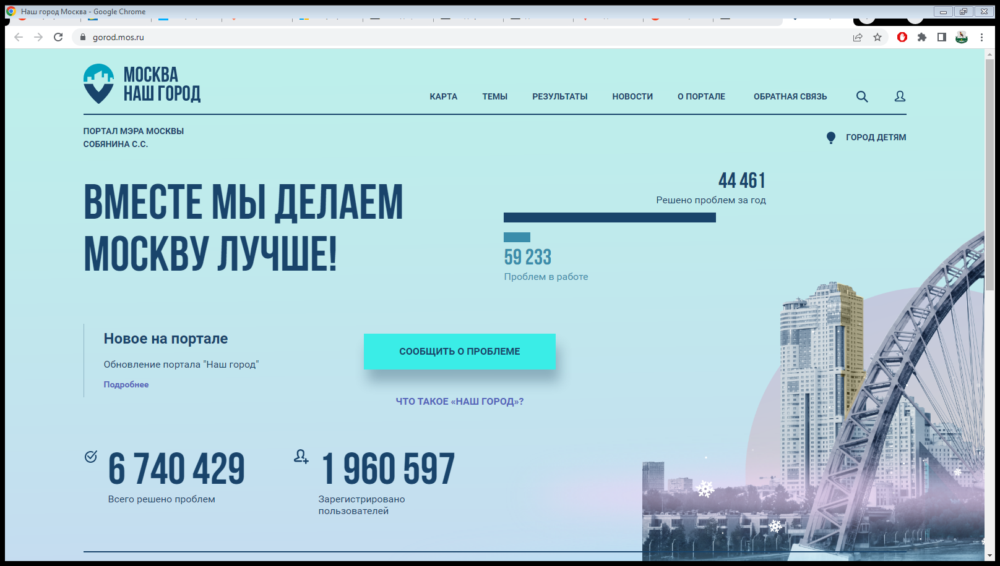 Наш город Москва - Google Chrome
gorod.mos.ru
МОСКВА
НАШ ГОРОД
КАРТА ТЕМЫ РЕЗУЛЬТАТЫ НОВОСТИ О ПОРТАЛЕ ОБРАТНАЯ СВЯЗЬ
ПОРТАЛ МЭРА МОСКВЫ
СОБЯНИНА С.С.
ГОРОД ДЕТЯМ
ВМЕСТЕ МЫ ДЕЛАЕМ
МОСКВУ ЛУЧШЕ!
44 461
Решено проблем за год
59 233
Проблем в работе
Новое на портале
Обновление портала "Наш город"
Подробнее
СООБЩИТЬ О ПРОБЛЕМЕ
ЧТО ТАКОЕ «НАШ ГОРОД»?
6 740 429
Всего решено проблем
1 960 597
Зарегистрировано
пользователей